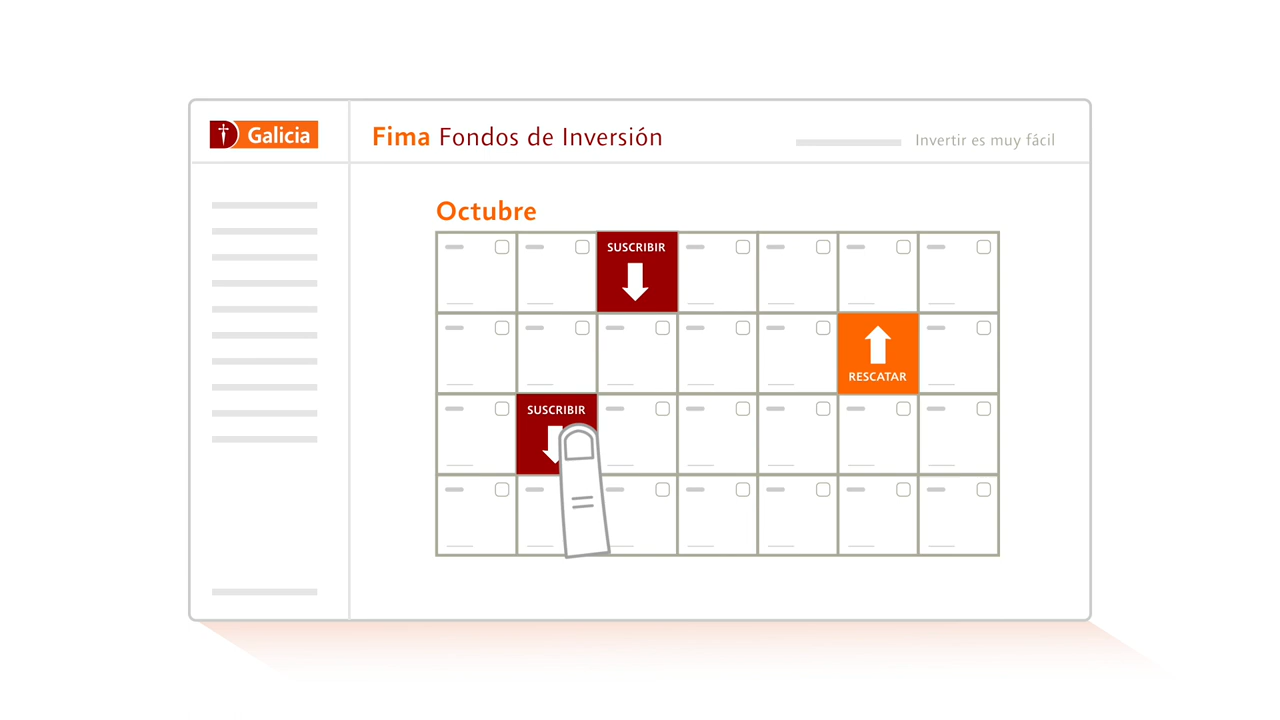 Galicia
Fima Fondos de Inversión
Invertir es muy fácil
Octubre
SUSCRIBIR
RESCATAR
SUSCRIBIR